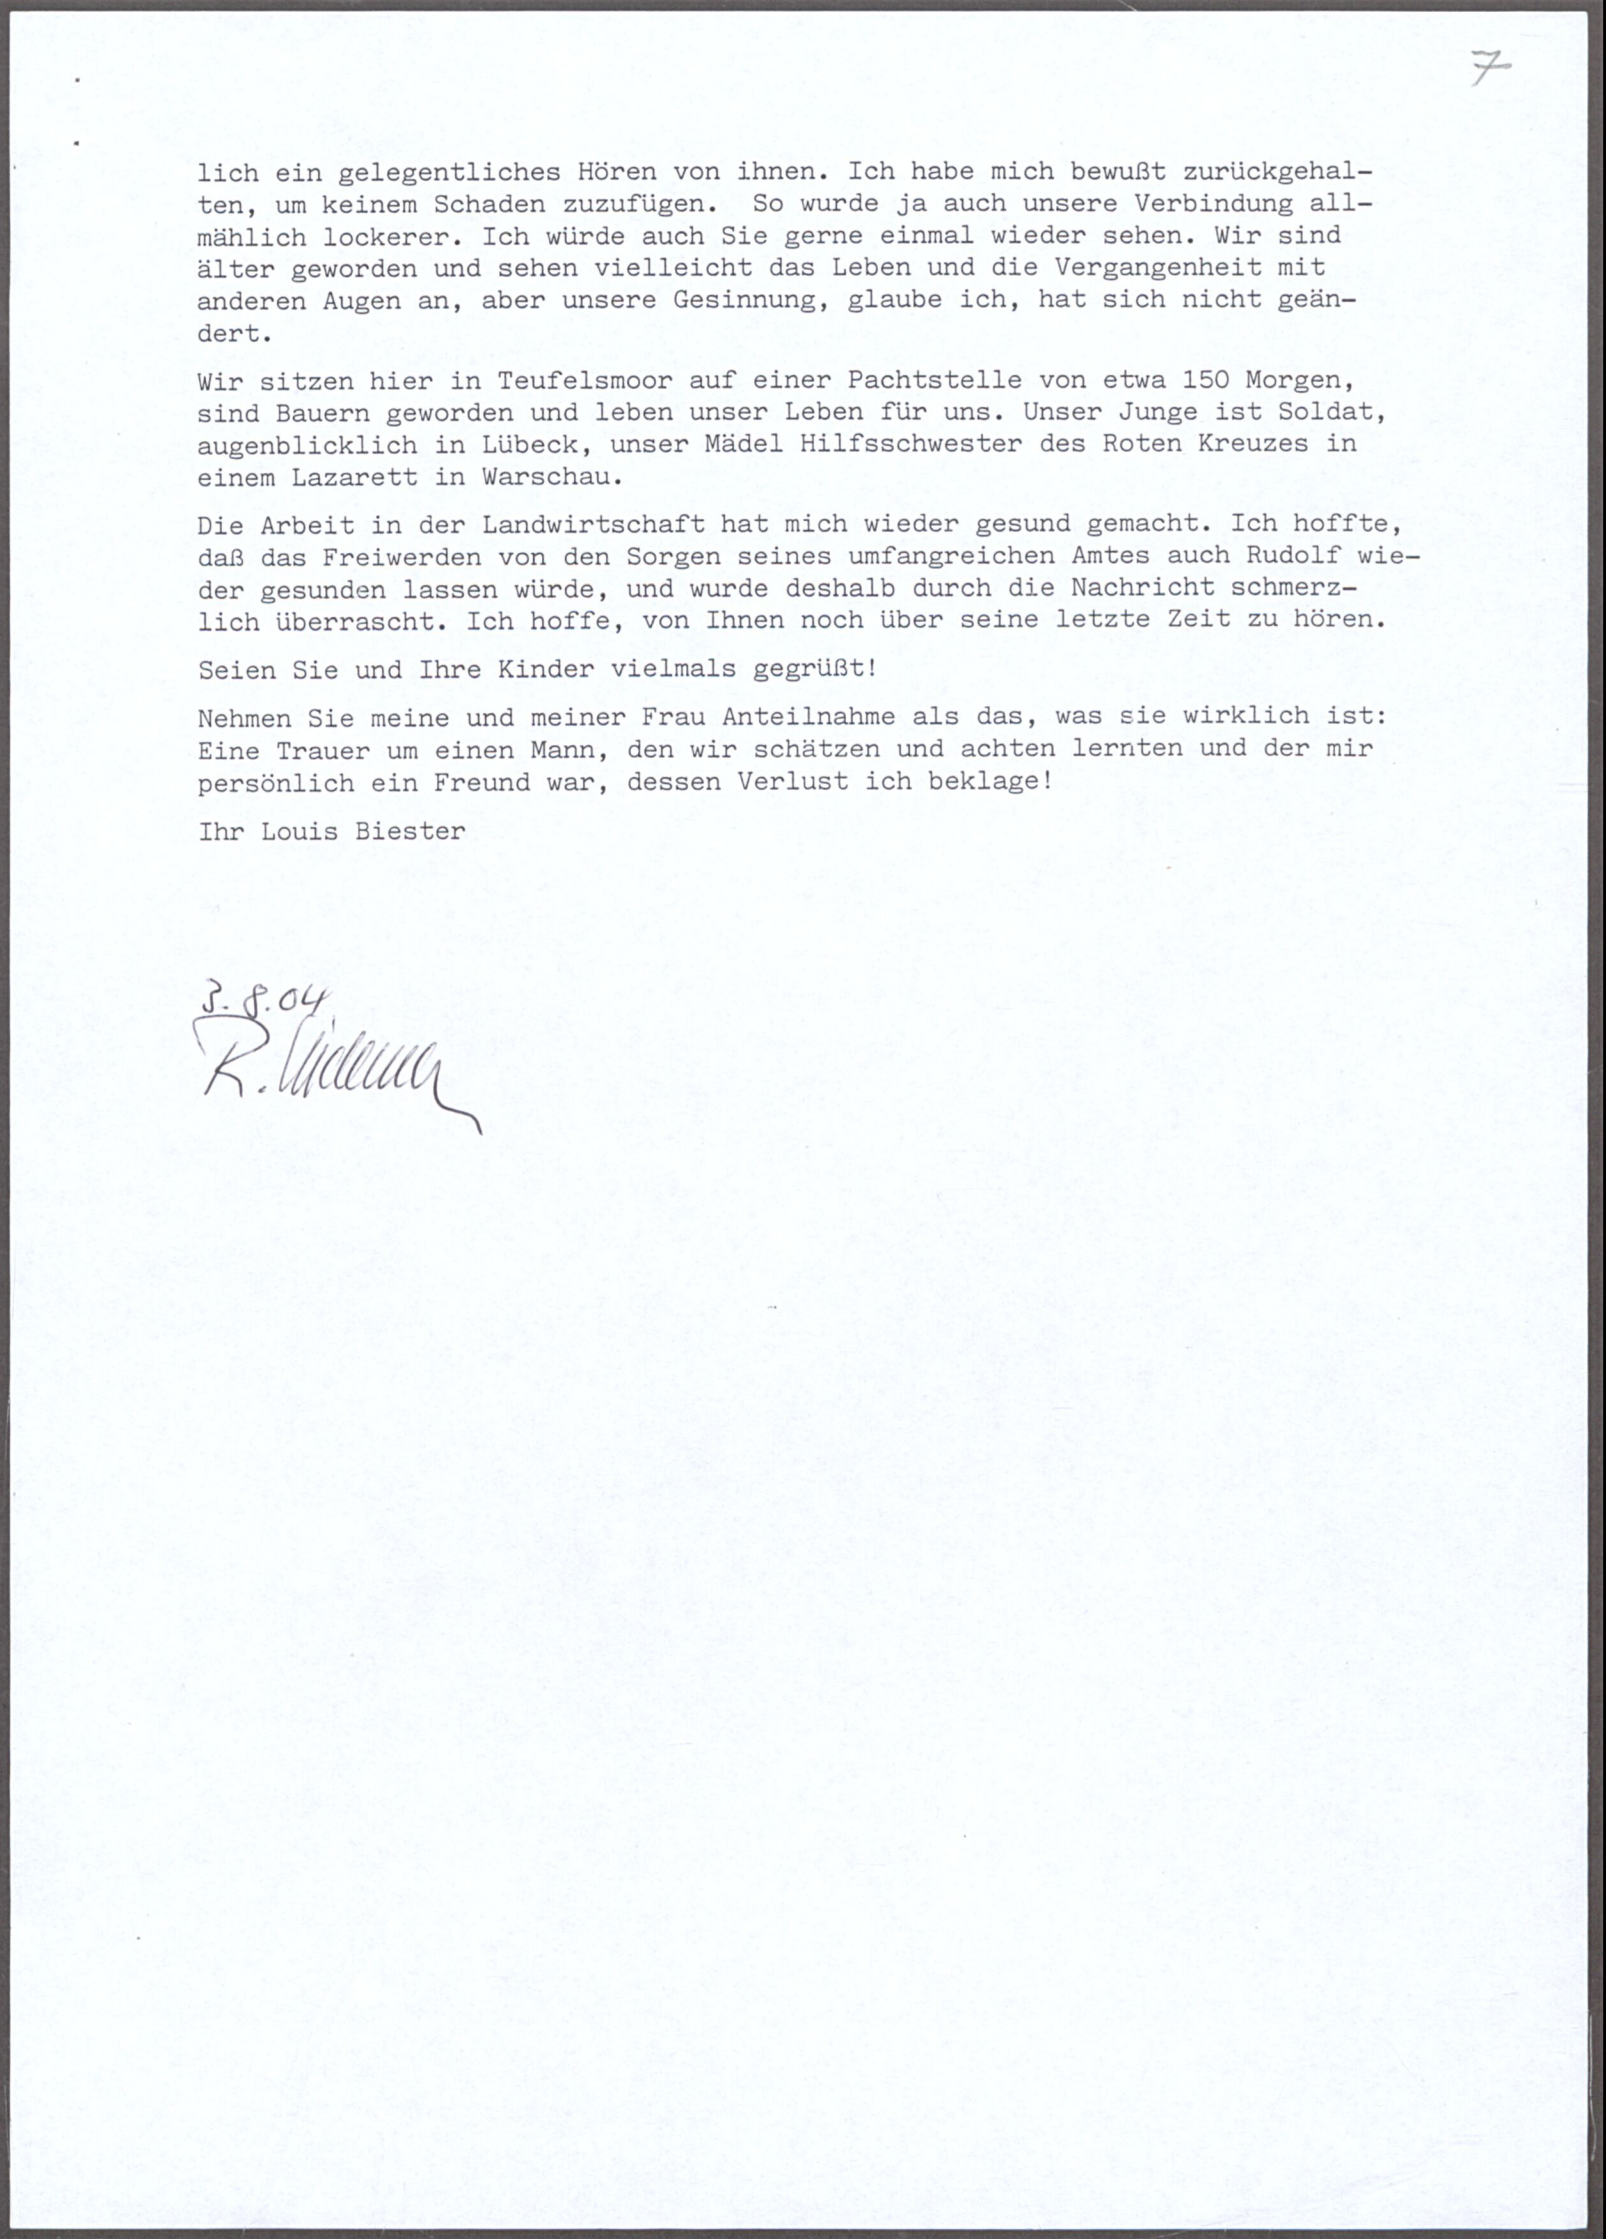 7
lich ein gelegentliches Hören von ihnen. Ich habe mich bewußt zurückgehal-
ten, um keinem Schaden zuzufügen.  So wurde ja auch unsere Verbindung all-
mählich lockerer. Ich würde auch Sie gerne einmal wieder sehen. Wir sind
älter geworden und sehen vielleicht das Leben und die Vergangenheit mit
anderen Augen an, aber unsere Gesinnung, glaube ich, hat sich nicht geän-
dert.
Wir sitzen hier in Teufelsmoor auf einer Pachtstelle von etwa 150 Morgen,
sind Bauern geworden und leben unser Leben für uns. Unser Junge ist Soldat,
augenblicklich in Lübeck, unser Mädel Hilfsschwester des Roten Kreuzes in
einem Lazarett in Warschau.
Die Arbeit in der Landwirtschaft hat mich wieder gesund gemacht. Ich hoffte,
daß das Freiwerden von den Sorgen seines umfangreichen Amtes auch Rudolf wie-
der gesunden lassen würde, und wurde deshalb durch die Nachricht schmerz-
lich überrascht. Ich hoffe, von Ihnen noch über seine letzte Zeit zu hören.
Seien Sie und Ihre Kinder vielmals gegrüßt!
Nehmen Sie meine und meiner Frau Anteilnahme als das, was sie wirklich ist:
Eine Trauer um einen Mann, den wir schätzen und achten lernten und der mir
persönlich ein Freund war, dessen Verlust ich beklage!
Ihr Louis Biester
3.8.04
R.